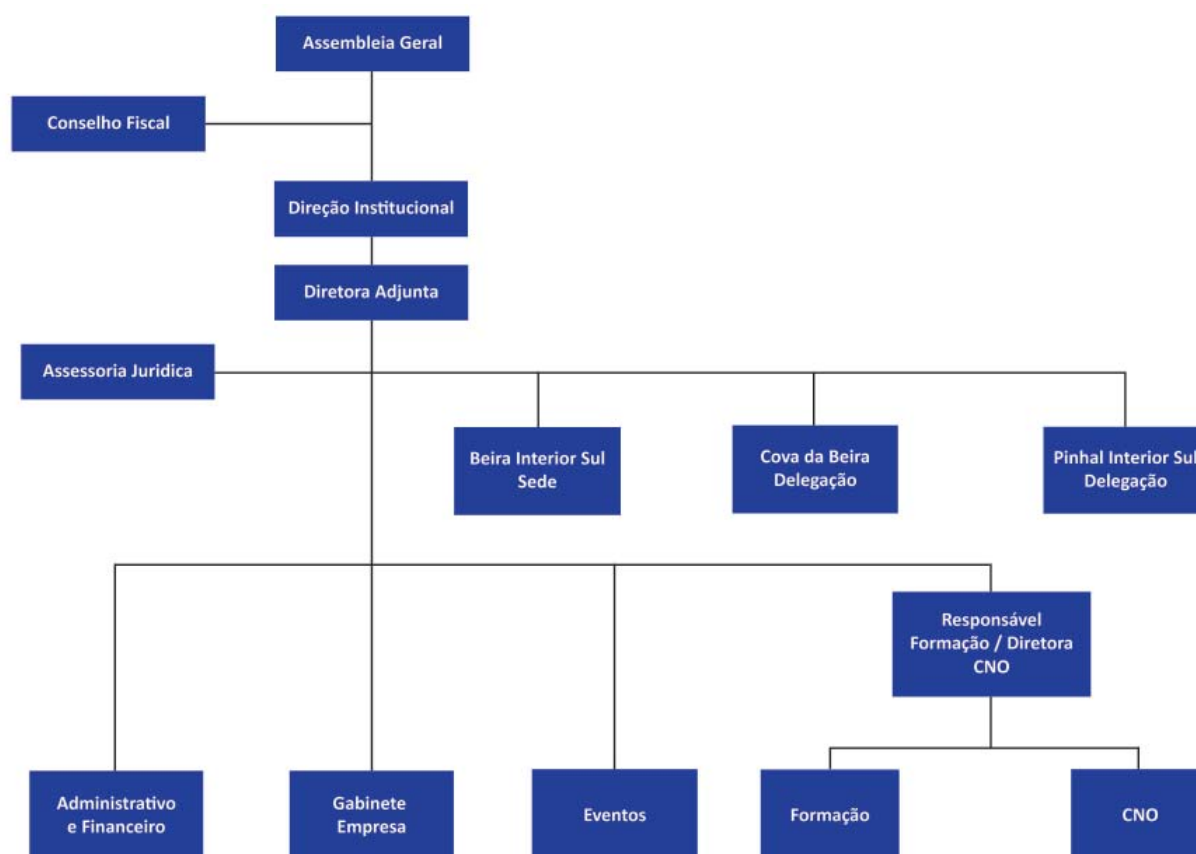 Assembleia Geral
Conselho Fiscal
Direção Institucional
Diretora Adjunta
Assessoria Juridica
Beira Interior Sul
Sede
Cova da Beira
Delegação
Pinhal Interior Sul
Delegação
Responsável
Formação / Diretora
CNO
Administrativo
e Financeiro
Gabinete
Empresa
Eventos
Formação
CNO